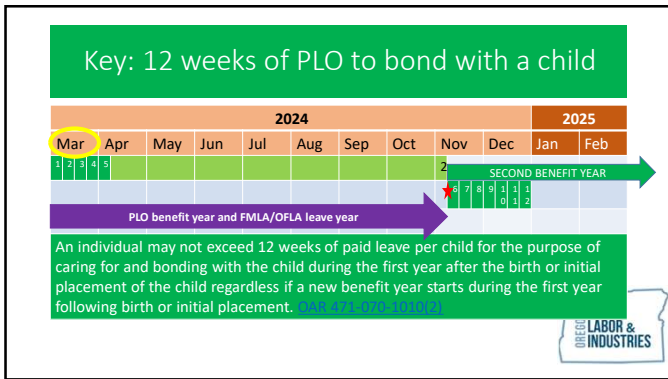 Key: 12 weeks of PLO to bond with a child
2024 2025
Mar Apr May Jun Jul Aug Sep Oct Nov Dec Jan Feb
1 2 3 4 5 2
SECOND BENEFIT YEAR
6 7 8 9 1 1 1
0 1 2
PLO benefit year and FMLA/OFLA leave year
An individual may not exceed 12 weeks of paid leave per child for the purpose of
caring for and bonding with the child during the first year after the birth or initial
placement of the child regardless if a new benefit year starts during the first year
following birth or initial placement. OAR 471-070-1010(2)
OREGON
LABOR &
INDUSTRIES